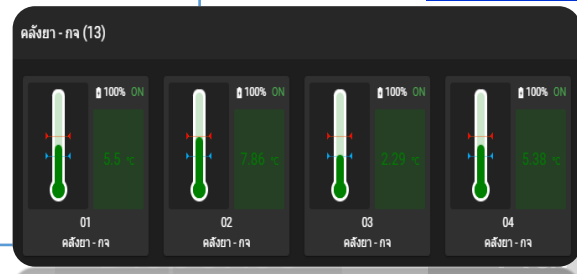 คลังยา - กจ (13)
100% ON
5.5 °C
01
คลังยา - กจ
100% ON
7.86 °C
02
คลังยา - กจ
100% ON
2.29 °C
03
คลังยา - กจ
100% ON
5.38 °C
04
คลังยา - กจ